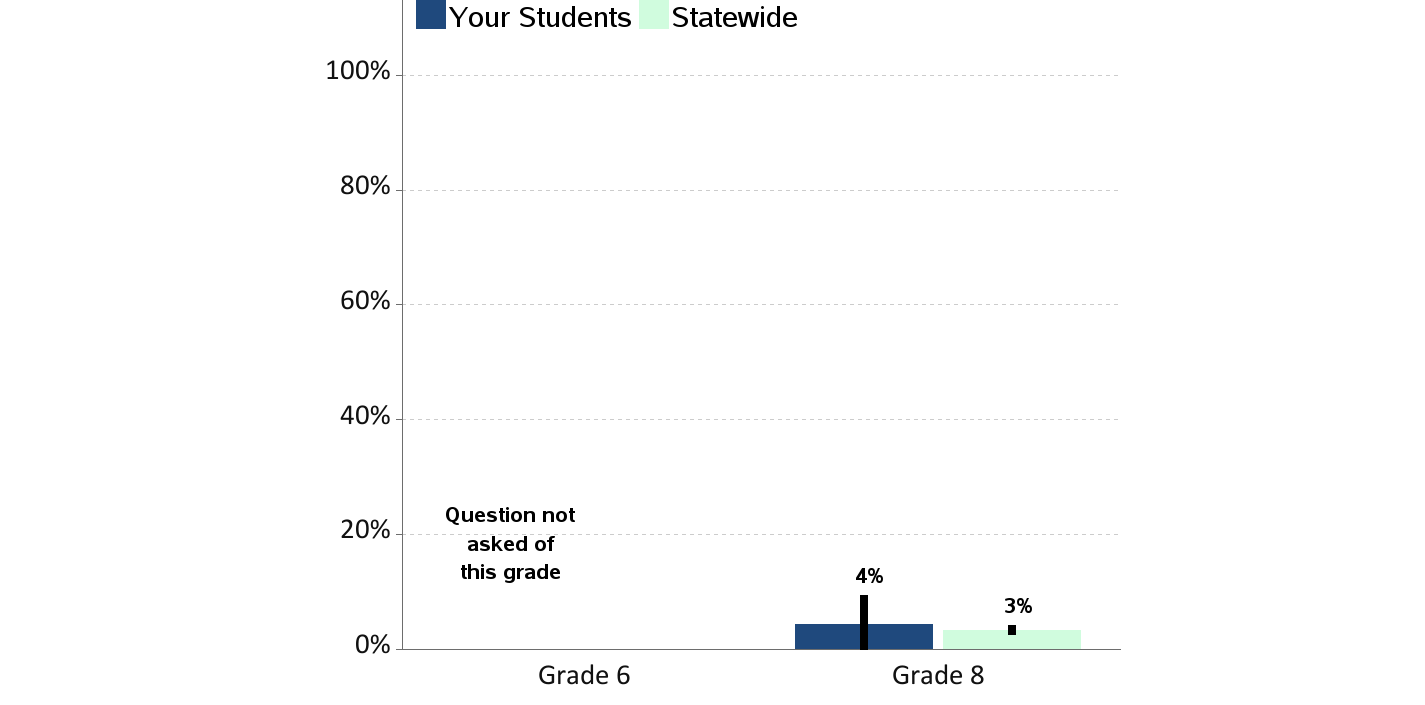 Your Students Statewide
100%
80%
60%
40%
20%
0%
Question not
asked of
this grade
4%
3%
Grade 6 Grade 8